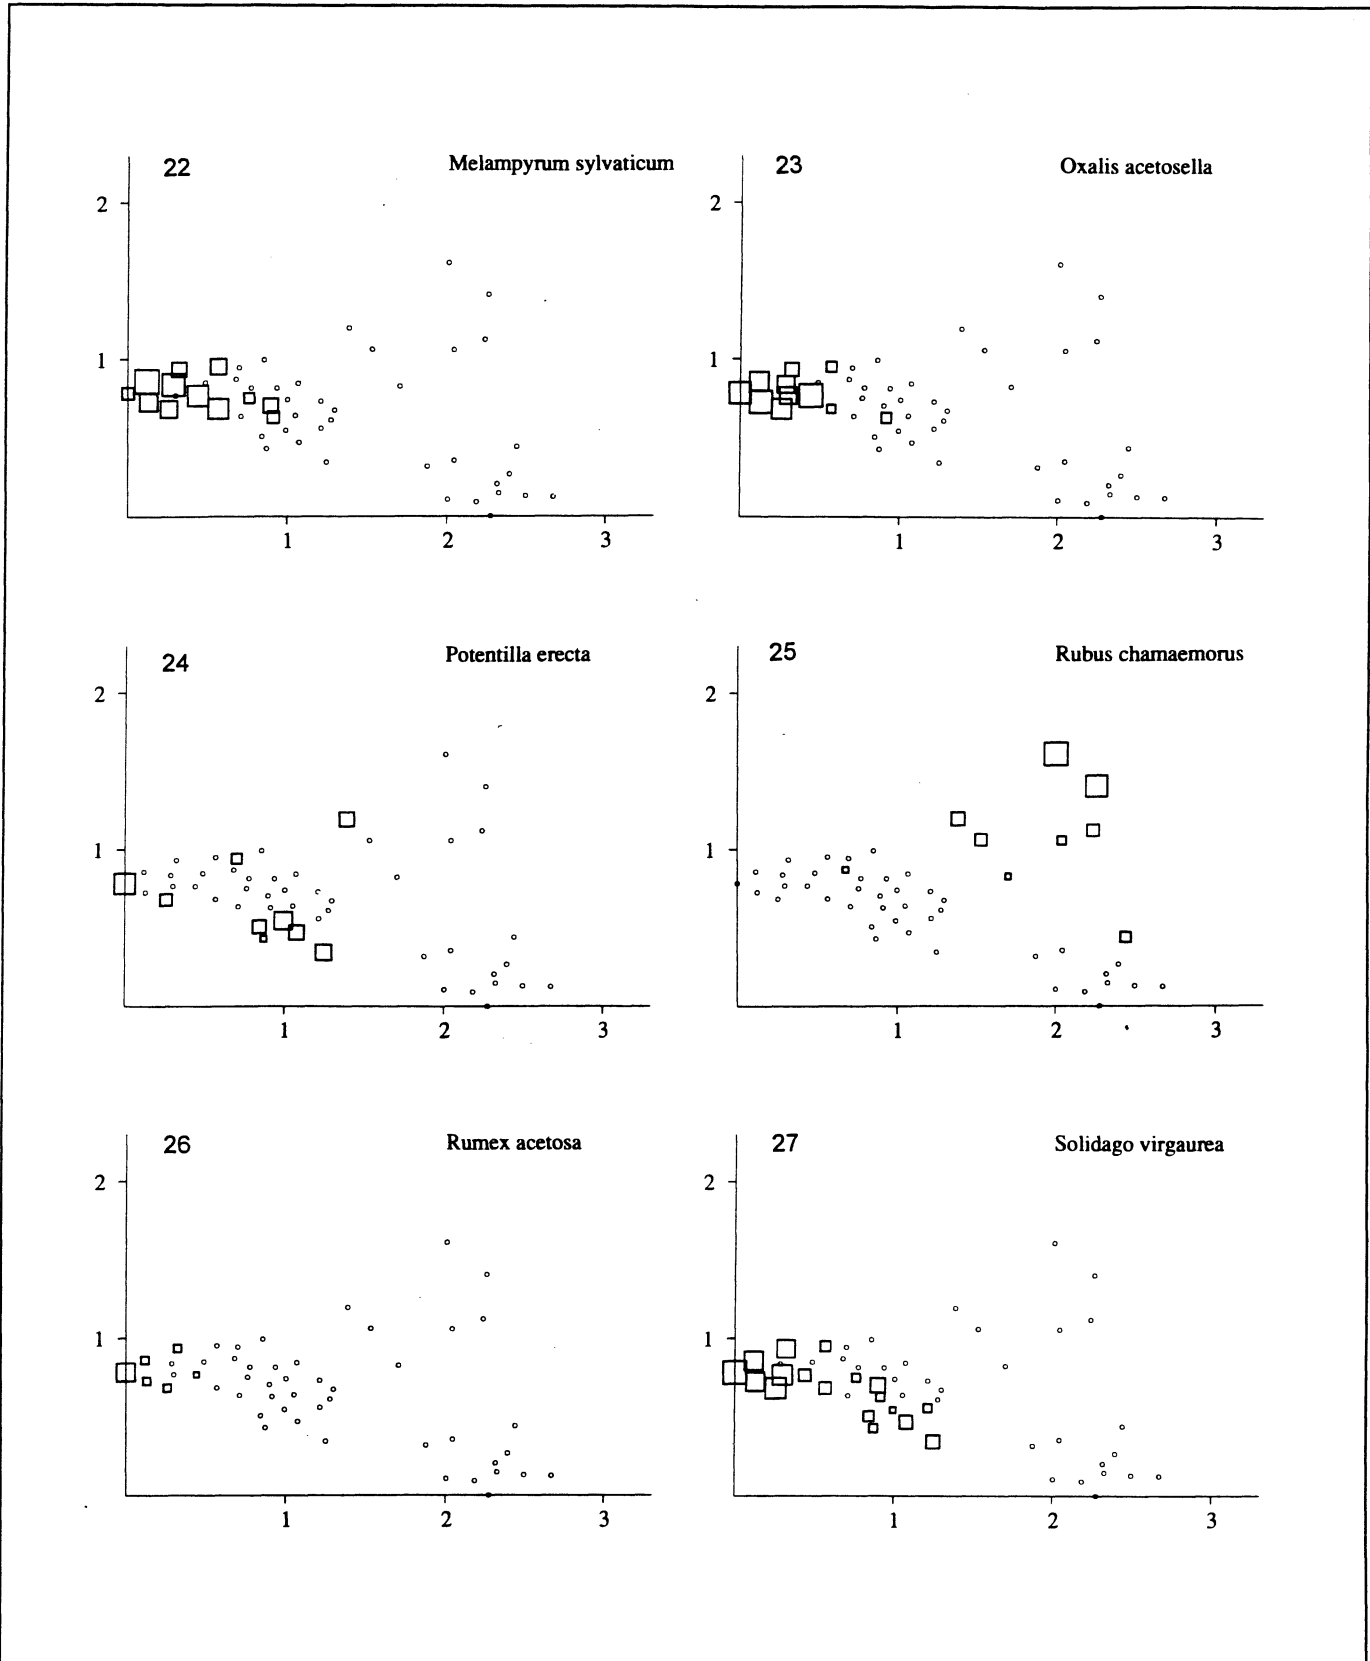 22 Melampyrum sylvaticum
2
1
1 2 3
23 Oxalis acetosella
2
1
1 2 3
24 Potentilla erecta
2
1
1 2 3
25 Rubus chamaemorus
2
1
1 2 3
26 Rumex acetosa
2
1
1 2 3
27 Solidago virgaurea
2
1
1 2 3